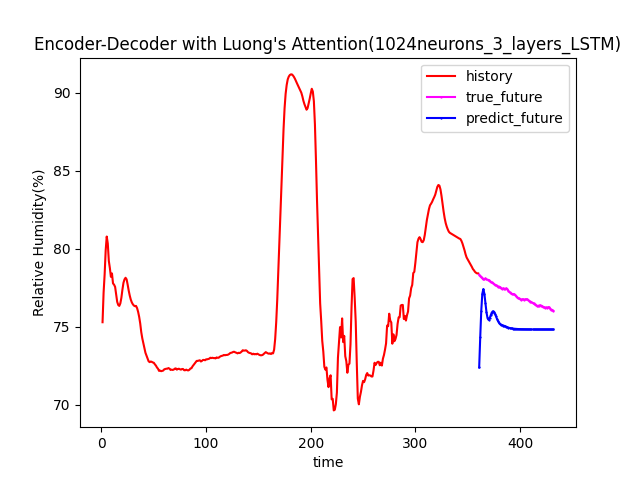 Encoder-Decoder with Luong's Attention(1024neurons_3_layers_LSTM)
history
true_future
predict_future
Relative Humidity(%)
90
85
80
75
70
0 100 200 300 400
time